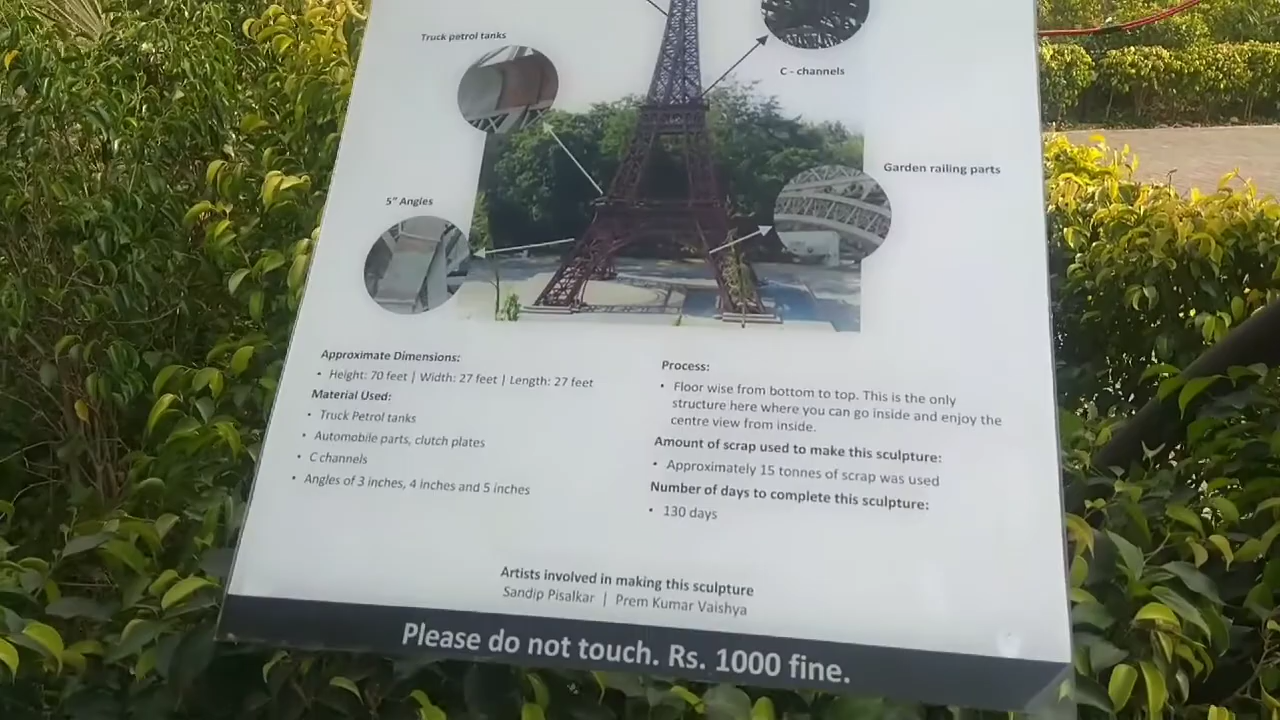 Truck petrol tanks
C - channels
Garden railing parts
5" Angles
Approximate Dimensions:
• Height: 70 feet | Width: 27 feet | Length: 27 feet
Material Used:
• Truck Petrol tanks
• Automobile parts, clutch plates
• C channels
• Angles of 3 inches, 4 inches and 5 inches
Process:
• Floor wise from bottom to top. This is the only
structure here where you can go inside and enjoy the
centre view from inside.
Amount of scrap used to make this sculpture:
• Approximately 15 tonnes of scrap was used
Number of days to complete this sculpture:
• 130 days
Artists involved in making this sculpture
Sandip Pisalkar | Prem Kumar Vaishya
Please do not touch. Rs. 1000 fine.